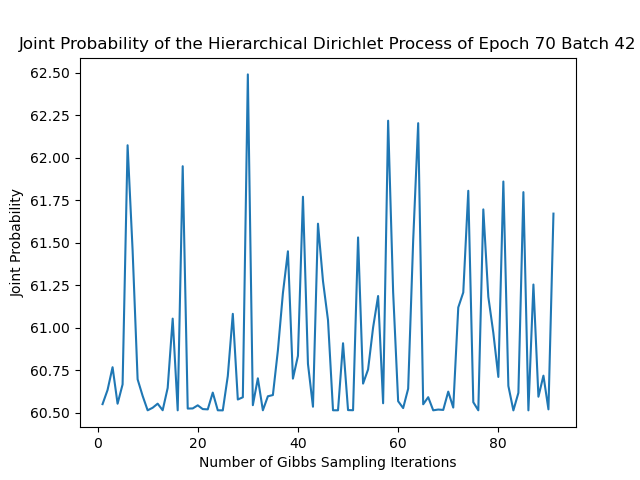 Joint Probability of the Hierarchical Dirichlet Process of Epoch 70 Batch 42
62.50
62.25
62.00
61.75
61.50
61.25
61.00
60.75
60.50
Joint Probability
0 20 40 60 80
Number of Gibbs Sampling Iterations